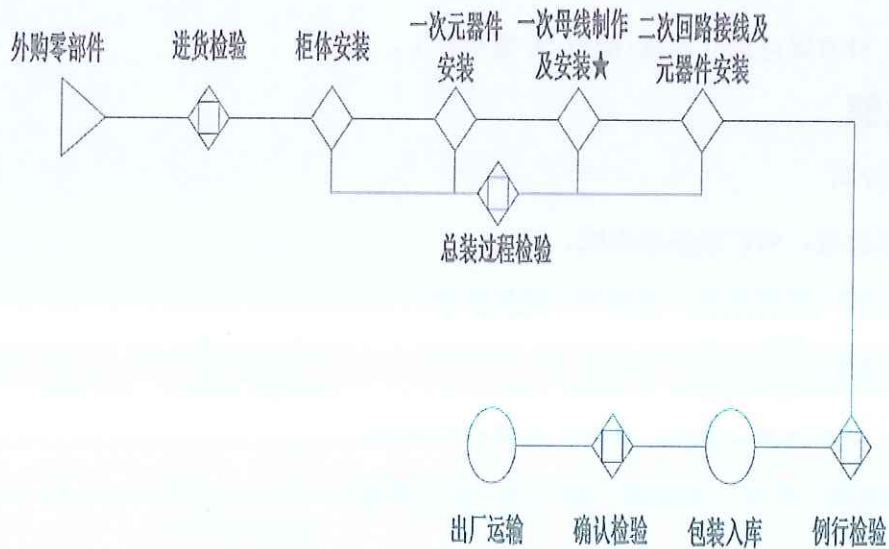 外购零部件
进货检验
柜体安装
一次元器件
安装
一次母线制作
及安装★
二次回路接线及
元器件安装
总装过程检验
出厂运输
确认检验
包装入库
例行检验